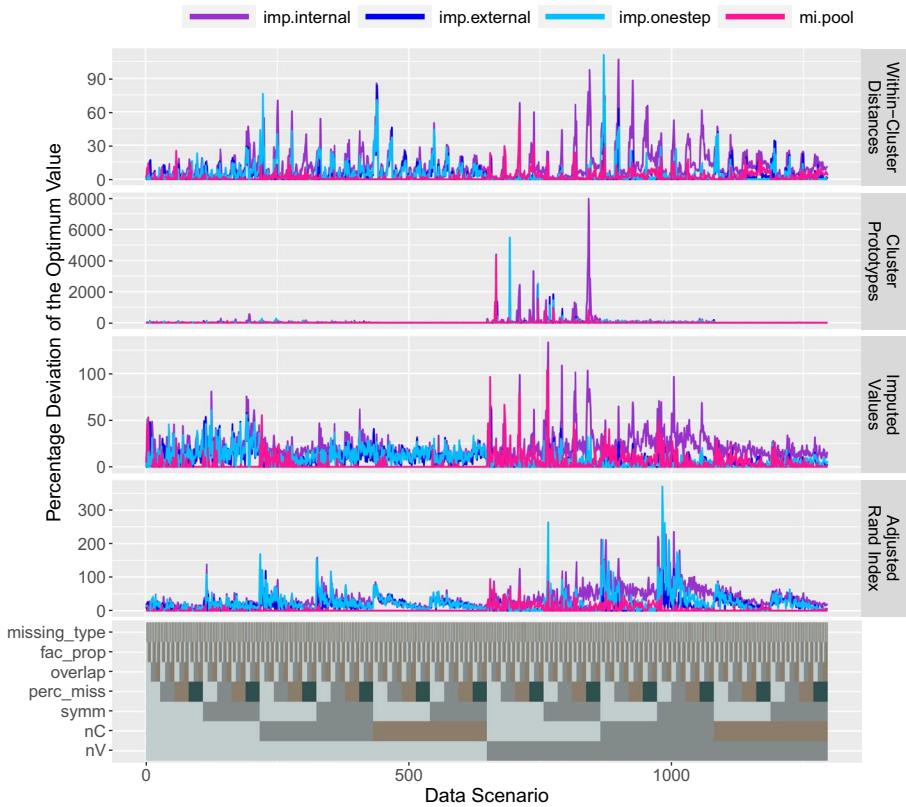 imp.internal imp.external imp.onestep mi.pool
Percentage Deviation of the Optimum Value
90
60
30
0
Within−Cluster
Distances
8000
6000
4000
2000
0
Cluster
Prototypes
100
50
0
Imputed
Values
300
200
100
0
Adjusted
Rand Index
missing_type
fac_prop
overlap
perc_miss
symm
nC
nV
0 500 1000
Data Scenario